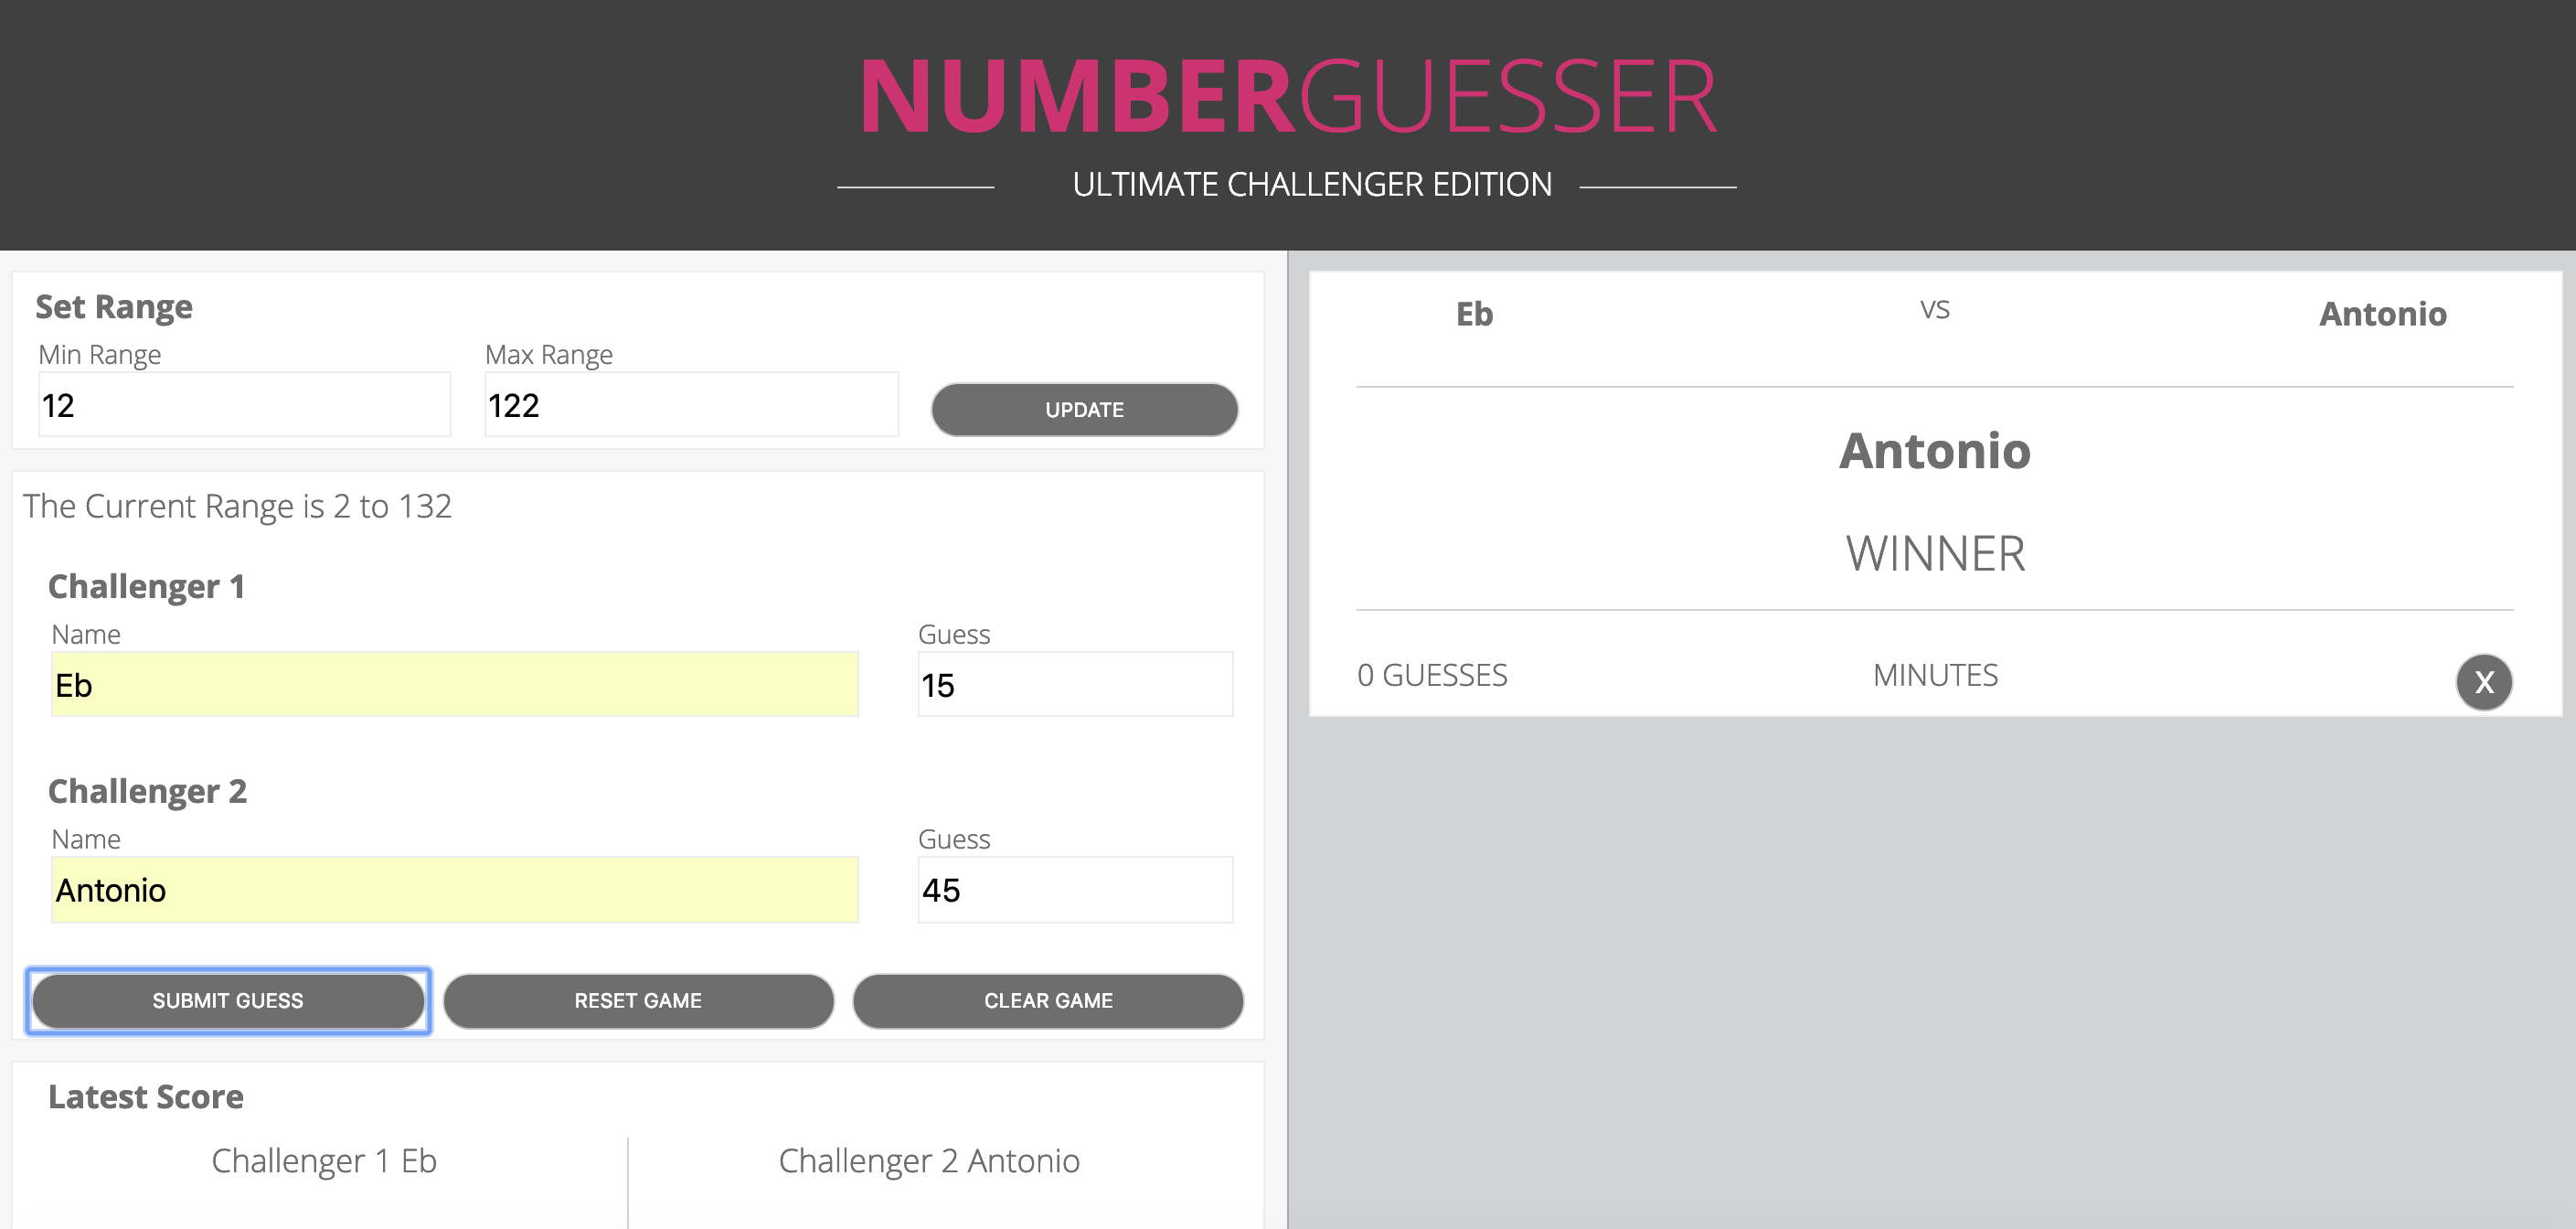 NUMBERGUESSER
ULTIMATE CHALLENGER EDITION
Set Range
Min Range Max Range
12 122 UPDATE
The Current Range is 2 to 132
Challenger 1
Name Guess
Eb 15
Challenger 2
Name Guess
Antonio 45
SUBMIT GUESS RESET GAME CLEAR GAME
Latest Score
Challenger 1 Eb Challenger 2 Antonio
Eb VS Antonio
Antonio
WINNER
0 GUESSES MINUTES X